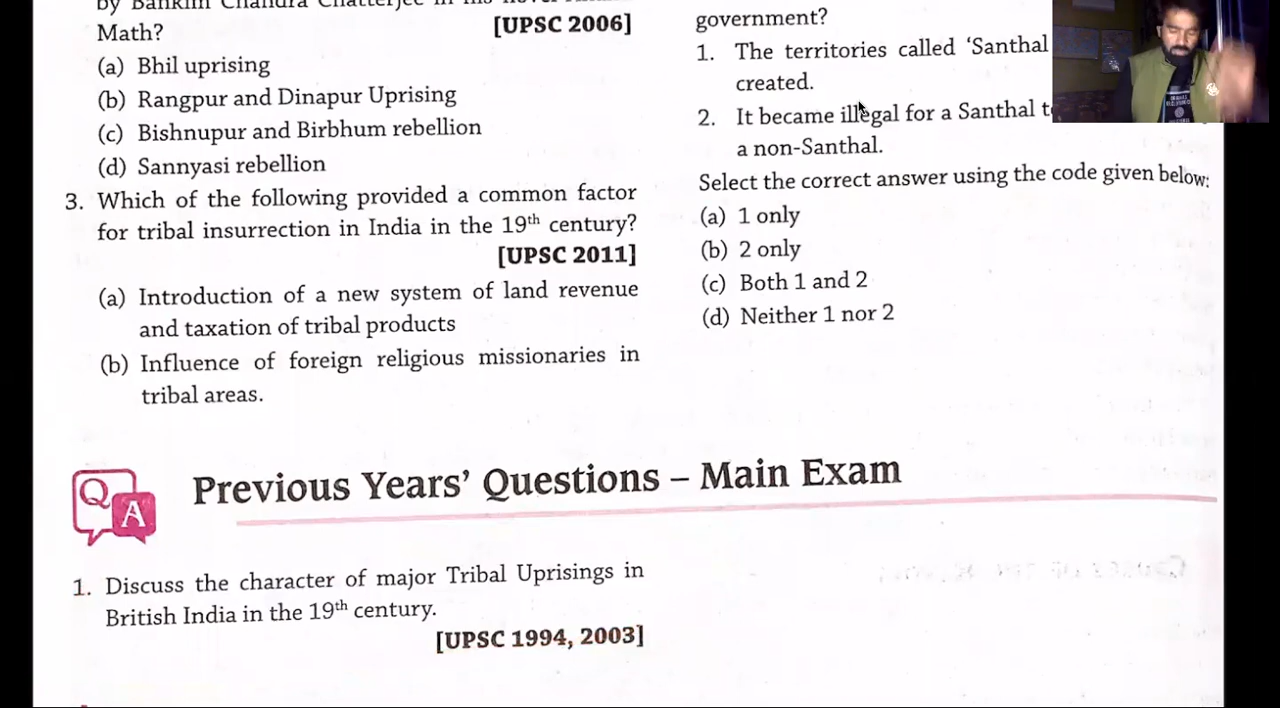 Math?
[UPSC 2006]
(a) Bhil uprising
(b) Rangpur and Dinapur Uprising
(c) Bishnupur and Birbhum rebellion
(d) Sannyasi rebellion
3. Which of the following provided a common factor
for tribal insurrection in India in the 19th century?
[UPSC 2011]
(a) Introduction of a new system of land revenue
and taxation of tribal products
(b) Influence of foreign religious missionaries in
tribal areas.
government?
1. The territories called ‘Santhal
created.
2. It became illegal for a Santhal
a non-Santhal.
Select the correct answer using the code given below:
(a) 1 only
(b) 2 only
(c) Both 1 and 2
(d) Neither 1 nor 2
Q
A
Previous Years’ Questions – Main Exam
1. Discuss the character of major Tribal Uprisings in
British India in the 19th century.
[UPSC 1994, 2003]